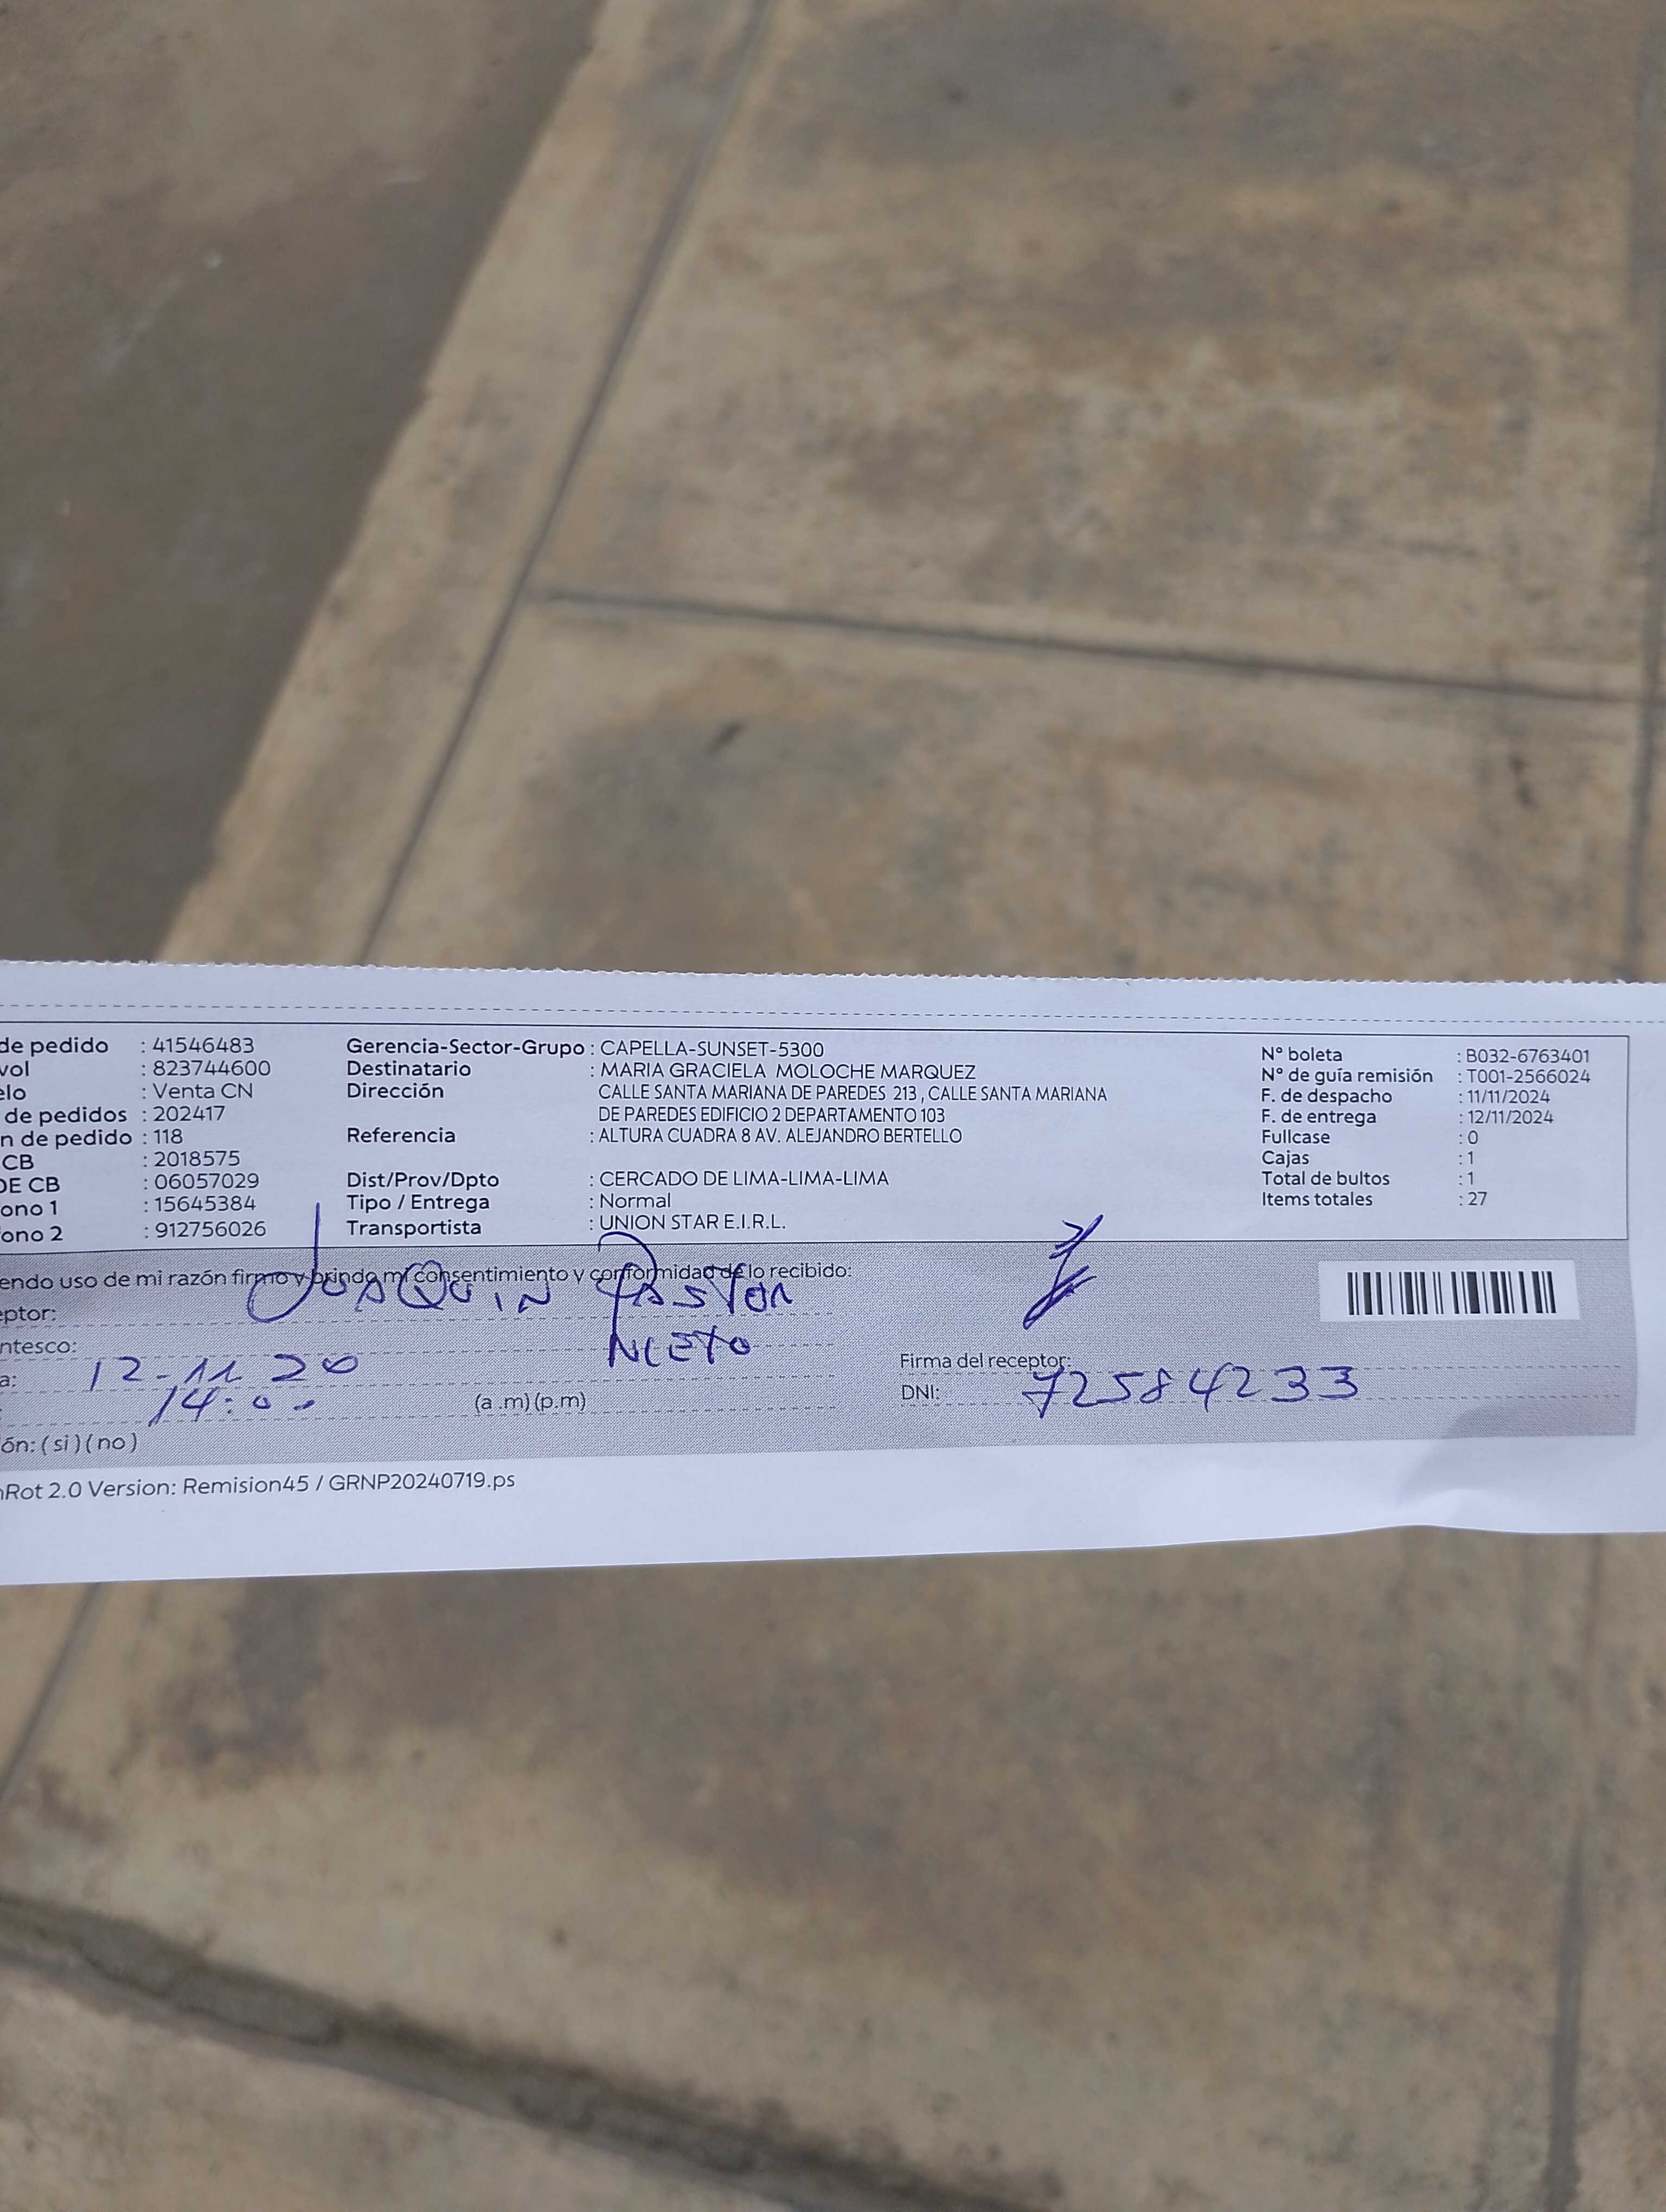 de pedido : 41546483 Gerencia-Sector-Grupo : CAPELLA-SUNSET-5300 N° boleta : B032-6763401
vol : 823744600 Destinatario : MARIA GRACIELA MOLOCHE MARQUEZ N° de guía remisión : T001-2566024
elo : Venta CN Dirección CALLE SANTA MARIANA DE PAREDES 213 , CALLE SANTA MARIANA F. de despacho : 11/11/2024
de pedidos : 202417 DE PAREDES EDIFICIO 2 DEPARTAMENTO 103 F. de entrega : 12/11/2024
n de pedido : 118 Referencia : ALTURA CUADRA 8 AV. ALEJANDRO BERTELLO Fullcase : 0
CB : 2018575 Cajas : 1
DE CB : 06057029 Dist/Prov/Dpto : CERCADO DE LIMA-LIMA-LIMA Total de bultos : 1
ono 1 : 15645384 Tipo / Entrega : Normal Items totales : 27
ono 2 : 912756026 Transportista : UNION STAR E.I.R.L.
endo uso de mi razón firmo y brindo mi consentimiento y conformidad de lo recibido:
eptor: JOAQUIN PASTOR
ntesco: NIETO
a: 12-11 20 Firma del receptor:
14:00 (a .m) (p.m) DNI: 72584233
ón: ( si ) ( no )
nRot 2.0 Version: Remision45 / GRNP20240719.ps